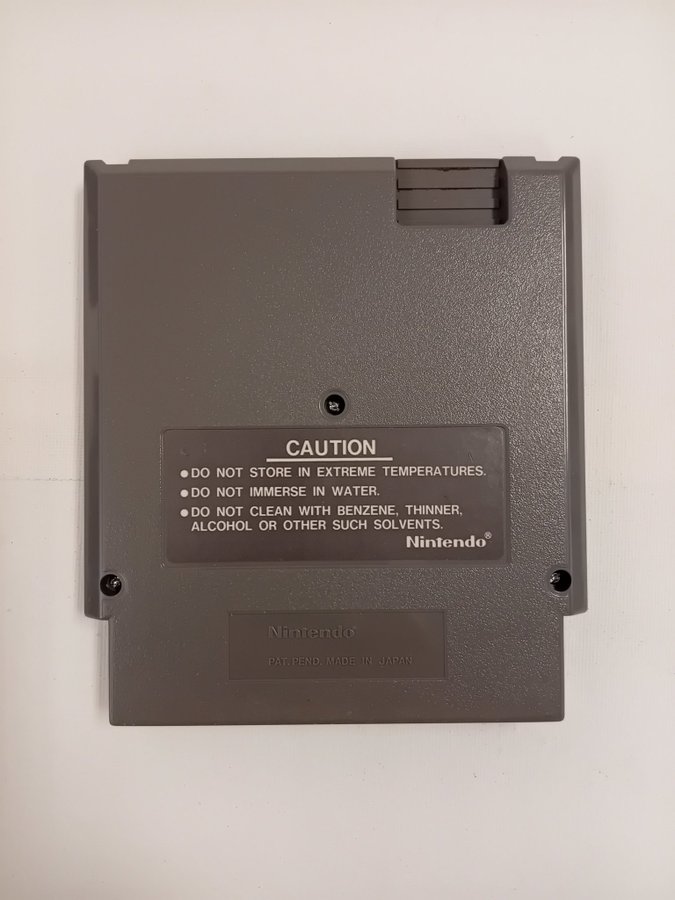 CAUTION
●DO NOT STORE IN EXTREME TEMPERATURES.
●DO NOT IMMERSE IN WATER.
●DO NOT CLEAN WITH BENZENE, THINNER,
ALCOHOL OR OTHER SUCH SOLVENTS.
Nintendo®
Nintendo®
PAT. PEND. MADE IN JAPAN